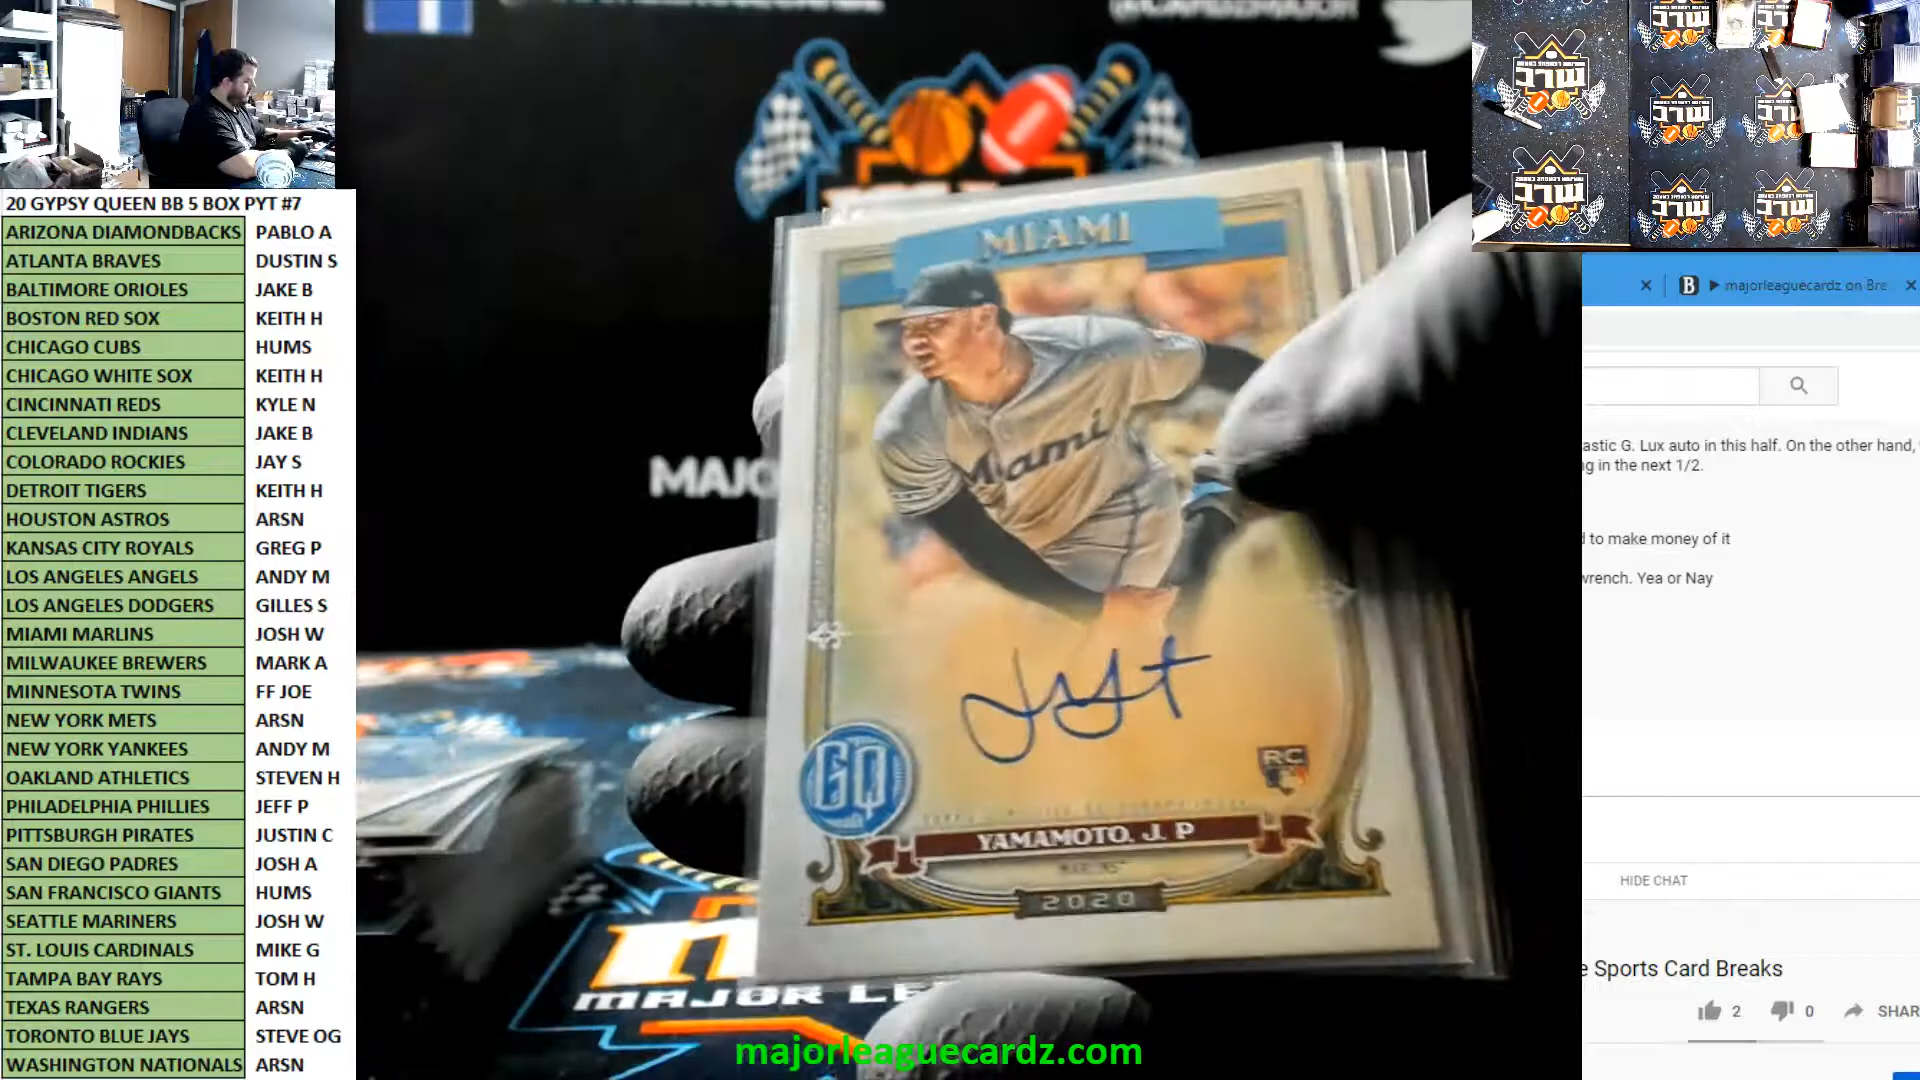 20 GYPSY QUEEN BB 5 BOX PYT #7
ARIZONA DIAMONDBACKS PABLO A
ATLANTA BRAVES DUSTIN S
BALTIMORE ORIOLES JAKE B
BOSTON RED SOX KEITH H
CHICAGO CUBS HUMS
CHICAGO WHITE SOX KEITH H
CINCINNATI REDS KYLE N
CLEVELAND INDIANS JAKE B
COLORADO ROCKIES JAY S
DETROIT TIGERS KEITH H
HOUSTON ASTROS ARSN
KANSAS CITY ROYALS GREG P
LOS ANGELES ANGELS ANDY M
LOS ANGELES DODGERS GILLES S
MIAMI MARLINS JOSH W
MILWAUKEE BREWERS MARK A
MINNESOTA TWINS FF JOE
NEW YORK METS ARSN
NEW YORK YANKEES ANDY M
OAKLAND ATHLETICS STEVEN H
PHILADELPHIA PHILLIES JEFF P
PITTSBURGH PIRATES JUSTIN C
SAN DIEGO PADRES JOSH A
SAN FRANCISCO GIANTS HUMS
SEATTLE MARINERS JOSH W
ST. LOUIS CARDINALS MIKE G
TAMPA BAY RAYS TOM H
TEXAS RANGERS ARSN
TORONTO BLUE JAYS STEVE OG
WASHINGTON NATIONALS ARSN
MIAMI
Miami
GQ
RC
YAMAMOTO, J. P
2020
MAJOR LE
majorleaguecardz.com
B majorleaguecardz on Bre
astic G. Lux auto in this half. On the other hand,
g in the next 1/2.
to make money of it
wrench. Yea or Nay
HIDE CHAT
e Sports Card Breaks
2 0 SHAR